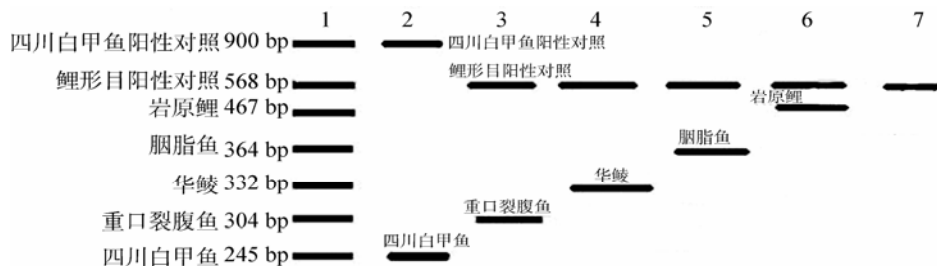 1 2 3 4 5 6 7
四川白甲鱼阳性对照 900 bp 四川白甲鱼阳性对照
鲤形目阳性对照
鲤形目阳性对照 568 bp
岩原鲤
岩原鲤 467 bp
胭脂鱼
胭脂鱼 364 bp
华鲮
华鲮 332 bp
重口裂腹鱼
重口裂腹鱼 304 bp
四川白甲鱼
四川白甲鱼 245 bp